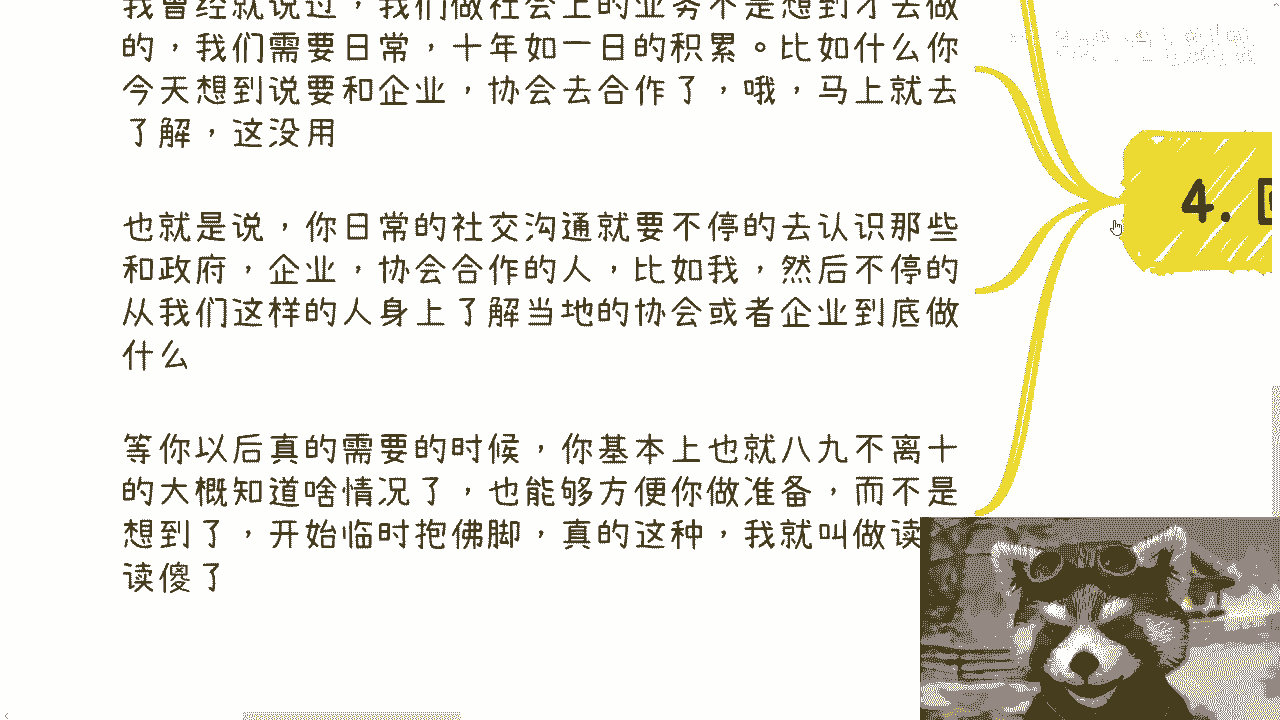 我曾经就说过，我们做社会上的业务不是想到才去做
的，我们需要日常，十年如一日的积累。比如什么你
今天想到说要和企业，协会去合作了，哦，马上就去
了解，这没用
也就是说，你日常的社交沟通就要不停的去认识那些
和政府，企业，协会合作的人，比如我，然后不停的
从我们这样的人身上了解当地的协会或者企业到底做
什么
等你以后真的需要的时候，你基本上也就八九不离十
的大概知道啥情况了，也能够方便你做准备，而不是
想到了，开始临时抱佛脚，真的这种，我就叫做读
读傻了
4.